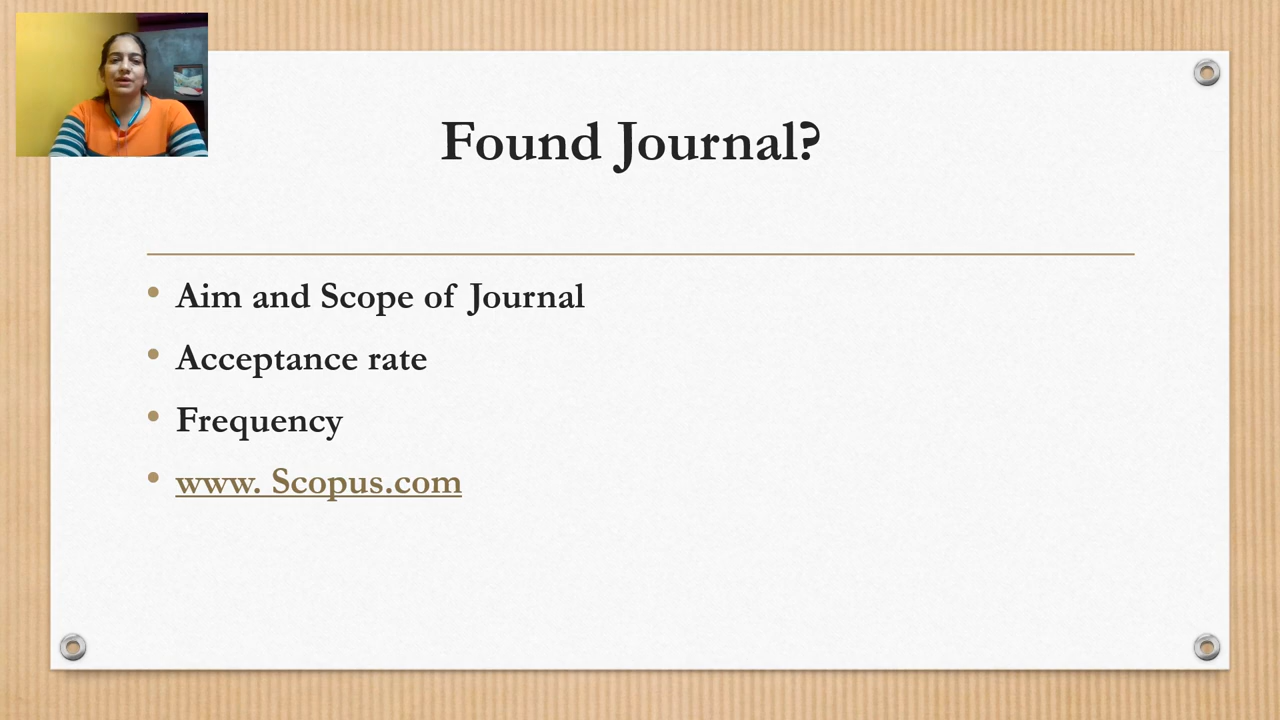 Found Journal?
Aim and Scope of Journal
Acceptance rate
Frequency
www. Scopus.com